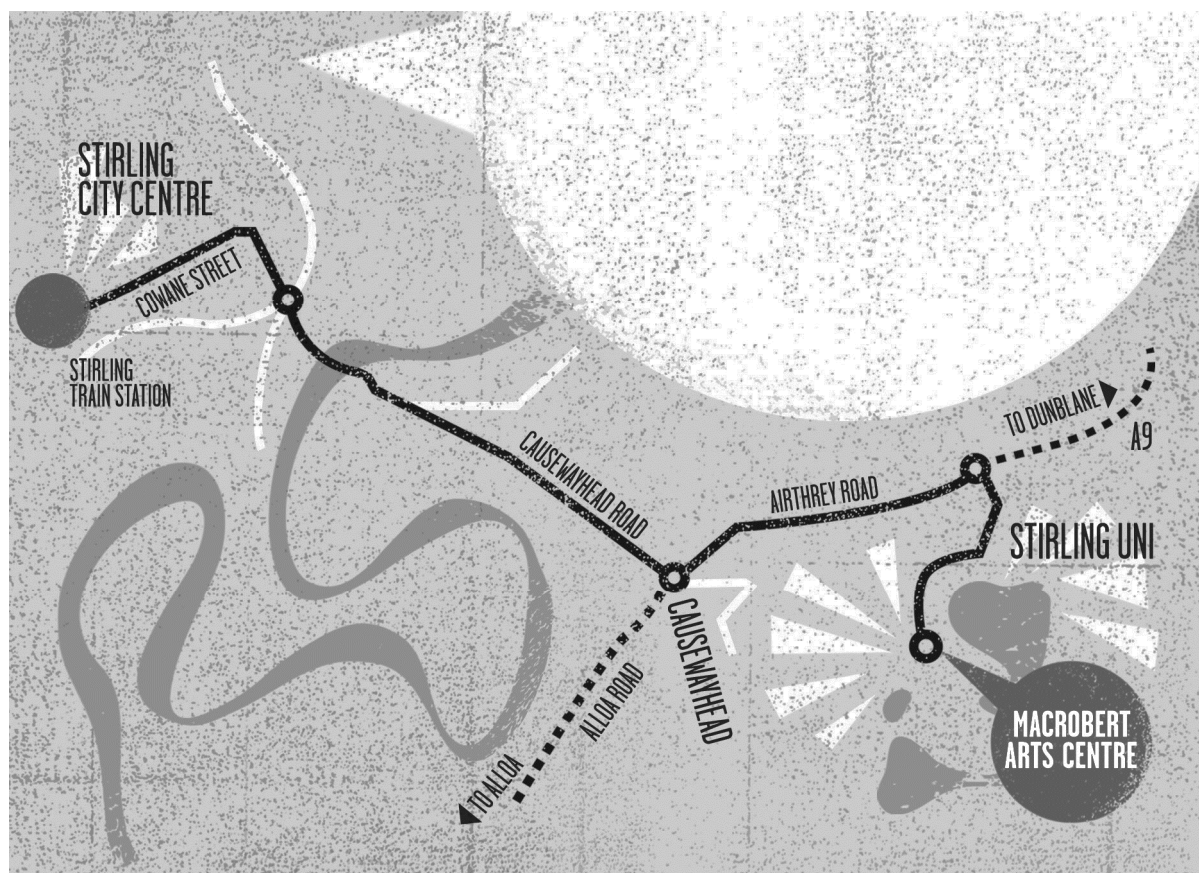 STIRLING
CITY CENTRE
COWANE STREET
STIRLING
TRAIN STATION
CAUSEWAYHEAD ROAD
AIRTHREY ROAD
TO DUNBLANE
A9
STIRLING UNI
CAUSEWAYHEAD
ALLOA ROAD
TO ALLOA
MACROBERT
ARTS CENTRE